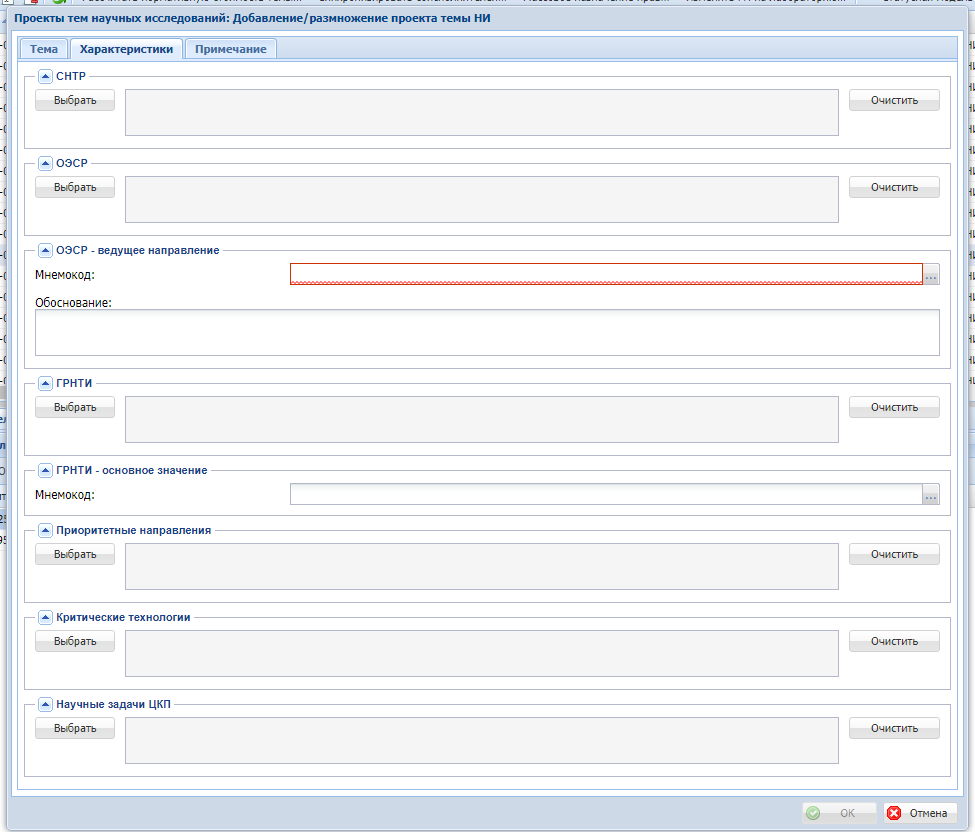 Проекты тем научных исследований: Добавление/размножение проекта темы НИ
Тема Характеристики Примечание
СНТР
Выбрать Очистить
ОЭСР
Выбрать Очистить
ОЭСР - ведущее направление
Мнемокод: ...
Обоснование:
ГРНТИ
Выбрать Очистить
ГРНТИ - основное значение
Мнемокод: ...
Приоритетные направления
Выбрать Очистить
Критические технологии
Выбрать Очистить
Научные задачи ЦКП
Выбрать Очистить
ОК Отмена